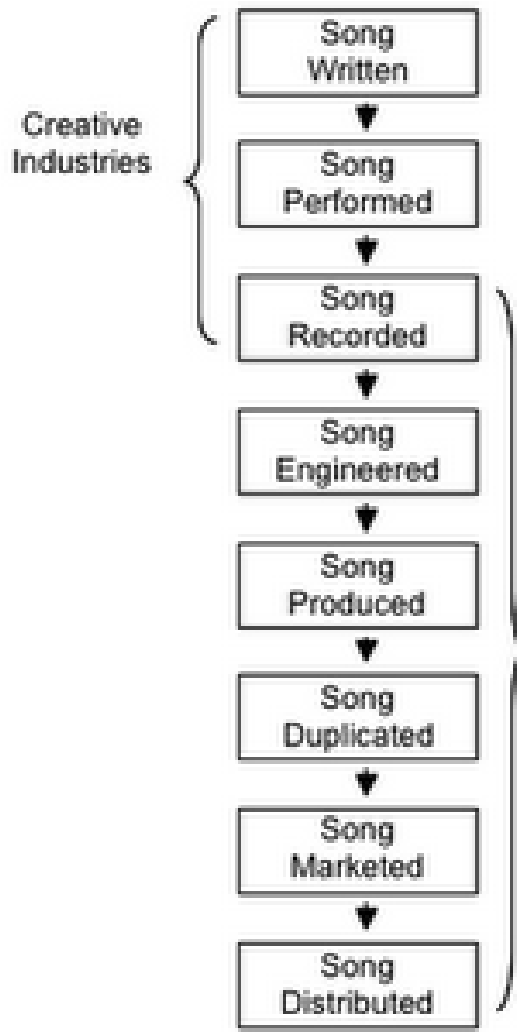 Song
Written
Creative
Industries
Song
Performed
Song
Recorded
Song
Engineered
Song
Produced
Song
Duplicated
Song
Marketed
Song
Distributed